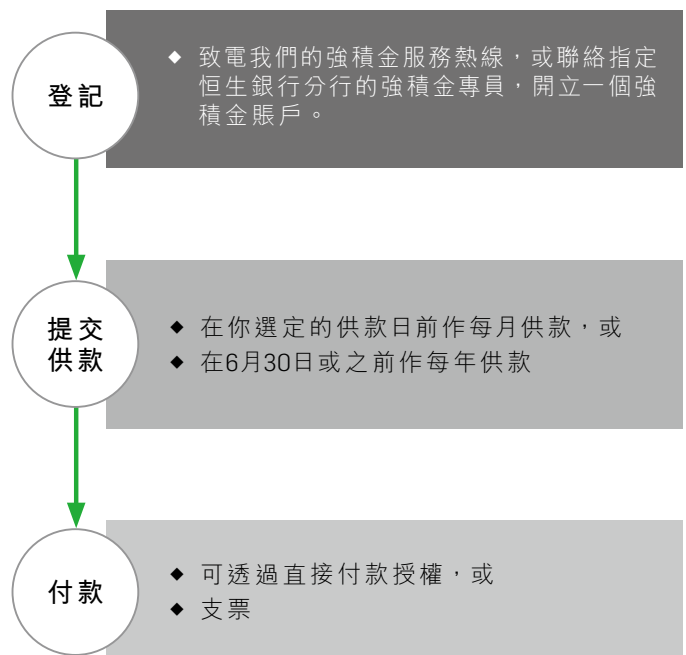 登記
◆ 致電我們的強積金服務熱線，或聯絡指定
恒生銀行分行的強積金專員，開立一個強
積金賬戶。
提交
供款
◆ 在你選定的供款日前作每月供款，或
◆ 在6月30日或之前作每年供款
付款
◆ 可透過直接付款授權，或
◆ 支票